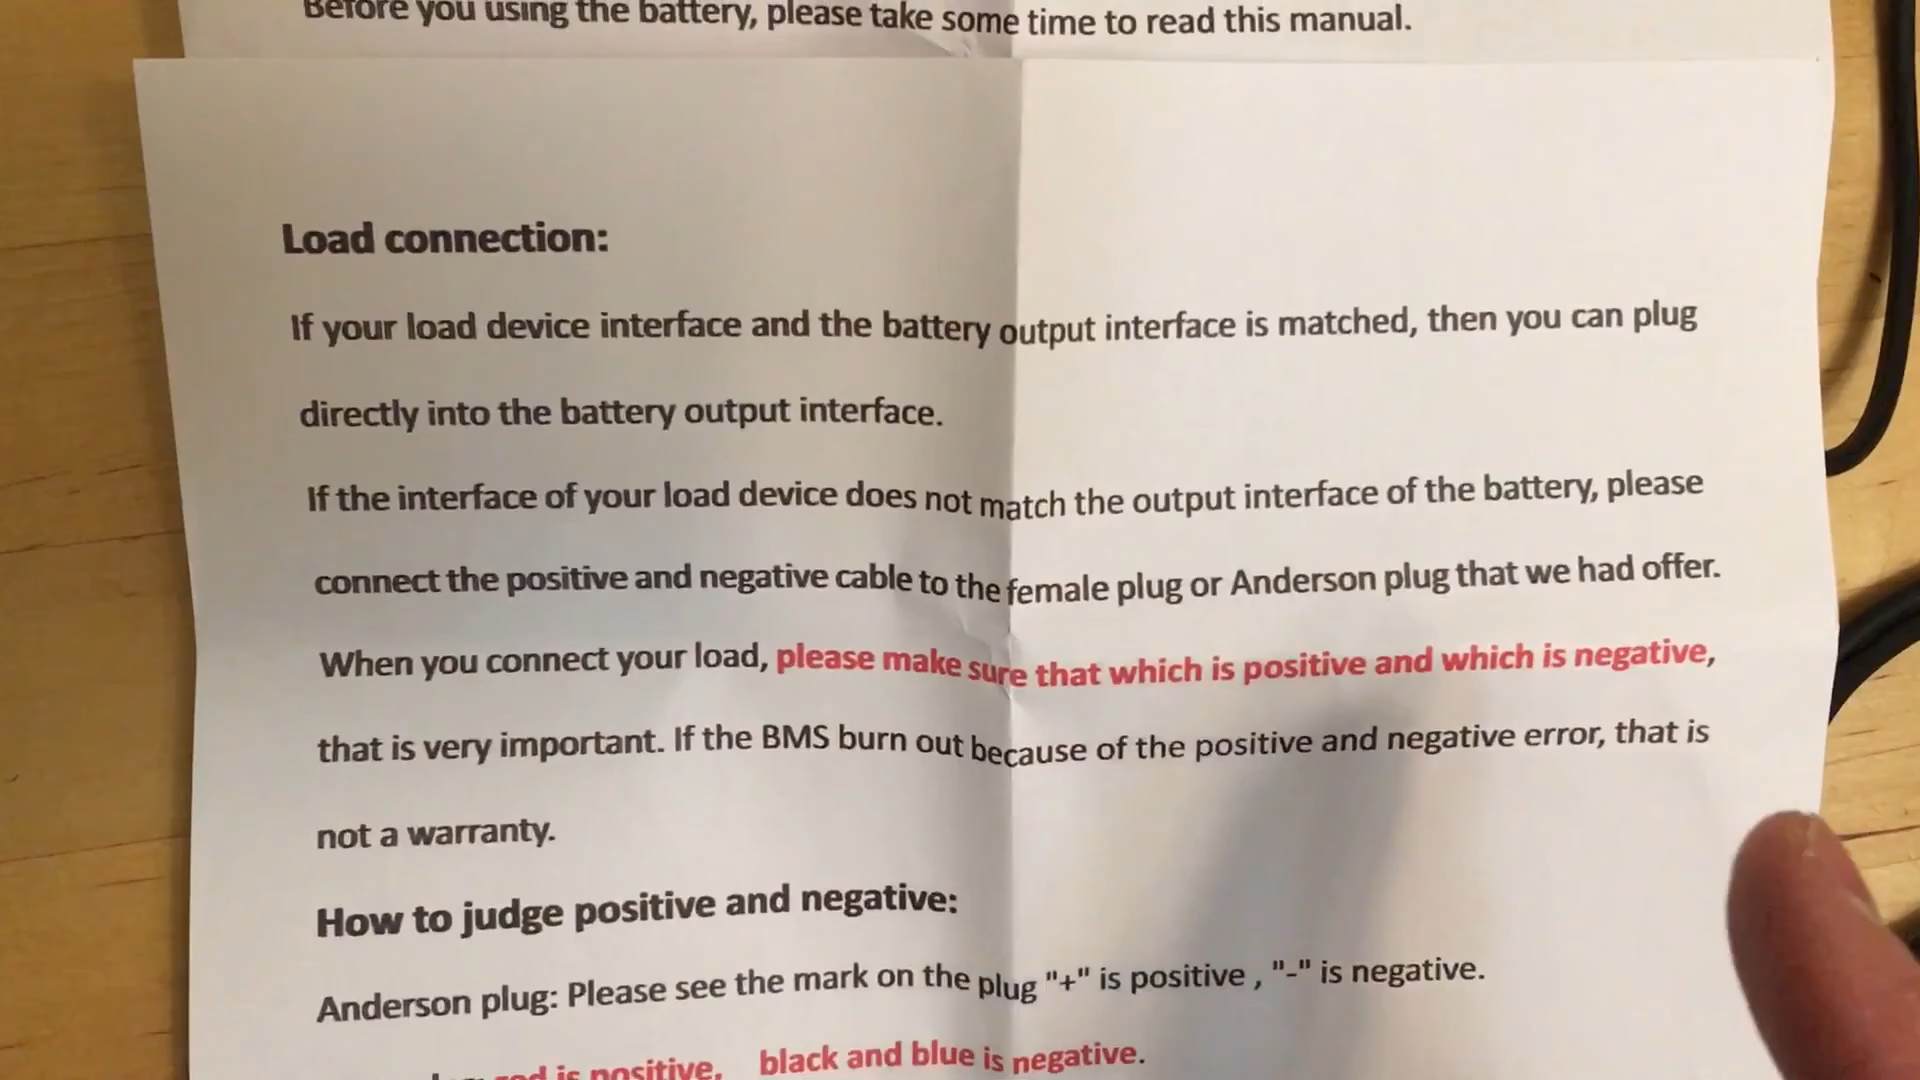 Before you using the battery, please take some time to read this manual.
Load connection:
If your load device interface and the battery output interface is matched, then you can plug
directly into the battery output interface.
If the interface of your load device does not match the output interface of the battery, please
connect the positive and negative cable to the female plug or Anderson plug that we had offer.
When you connect your load, please make sure that which is positive and which is negative,
that is very important. If the BMS burn out because of the positive and negative error, that is
not a warranty.
How to judge positive and negative:
Anderson plug: Please see the mark on the plug "+" is positive , "-" is negative.
red is positive, black and blue is negative.